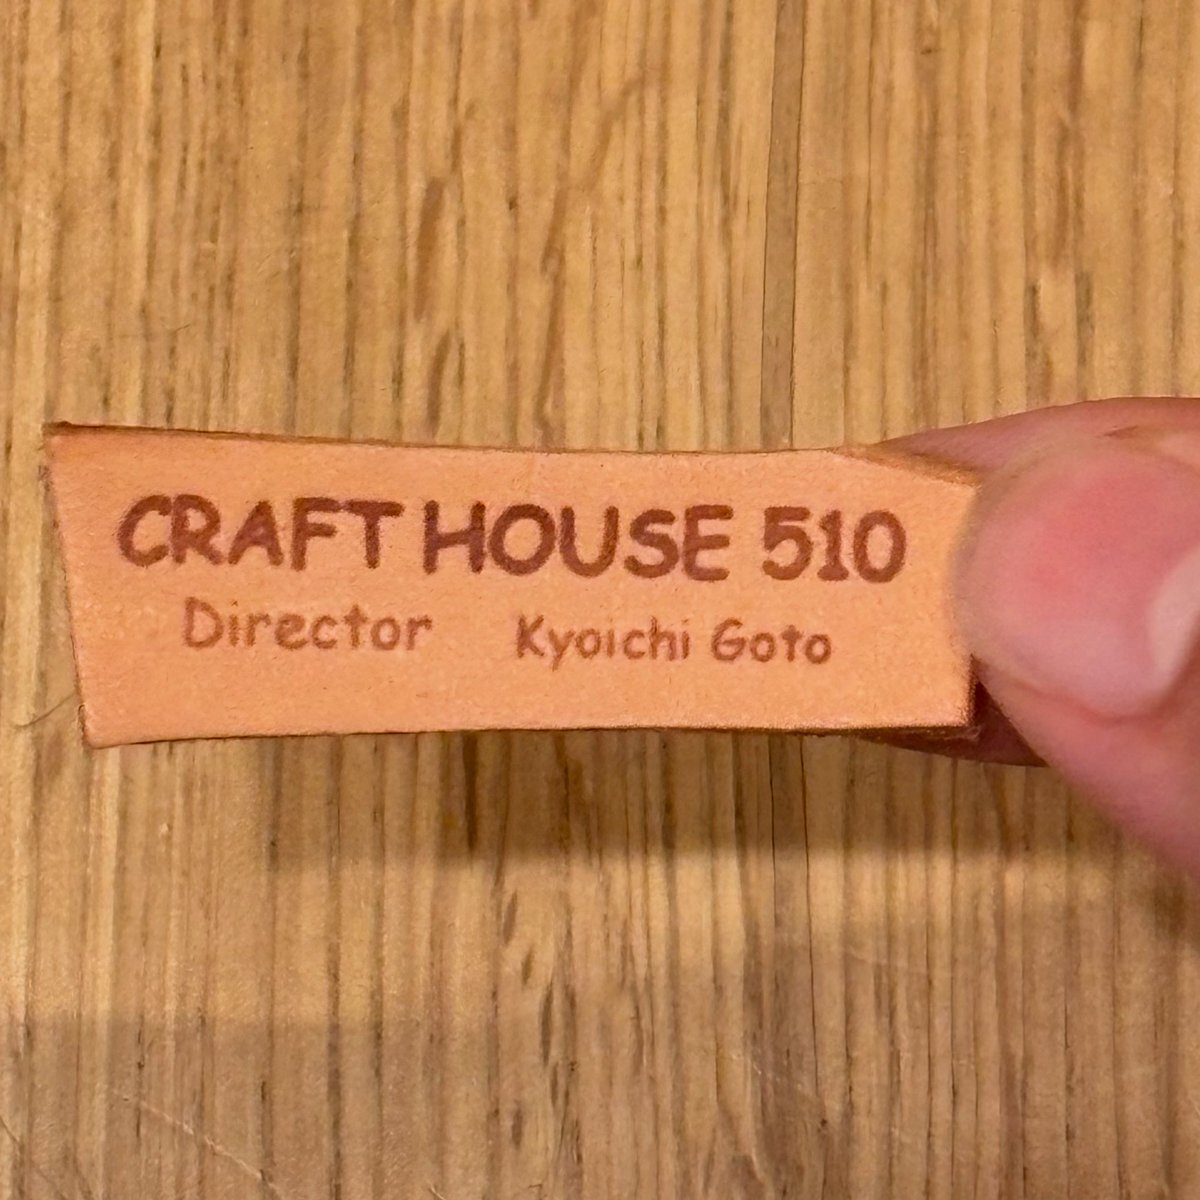 CRAFT HOUSE 510
Director Kyoichi Goto